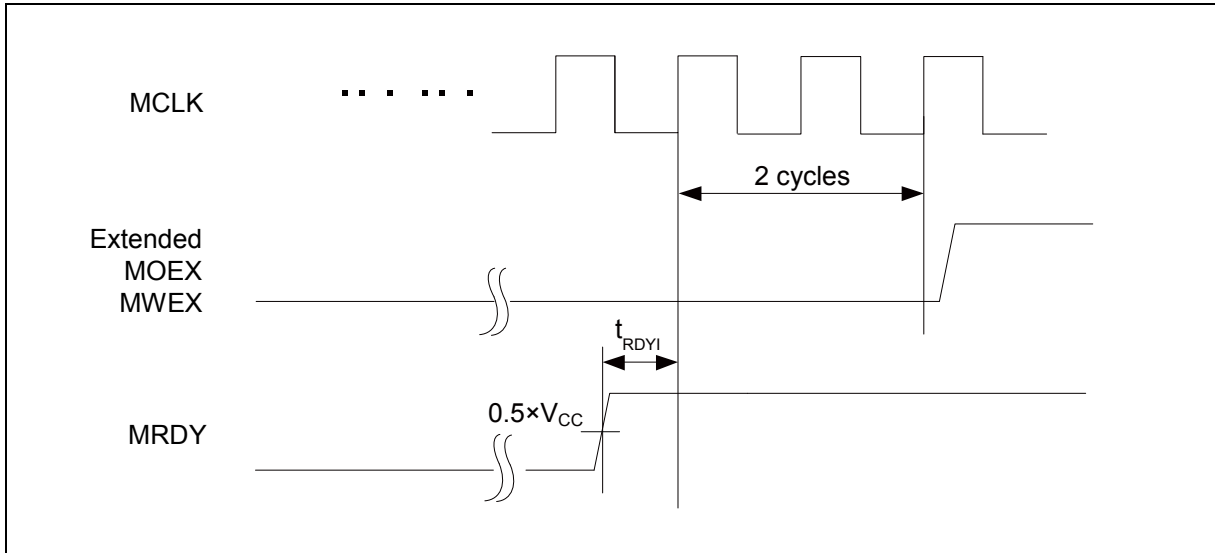 MCLK
2 cycles
Extended
MOEX
MWEX
tRDYI
0.5×VCC
MRDY